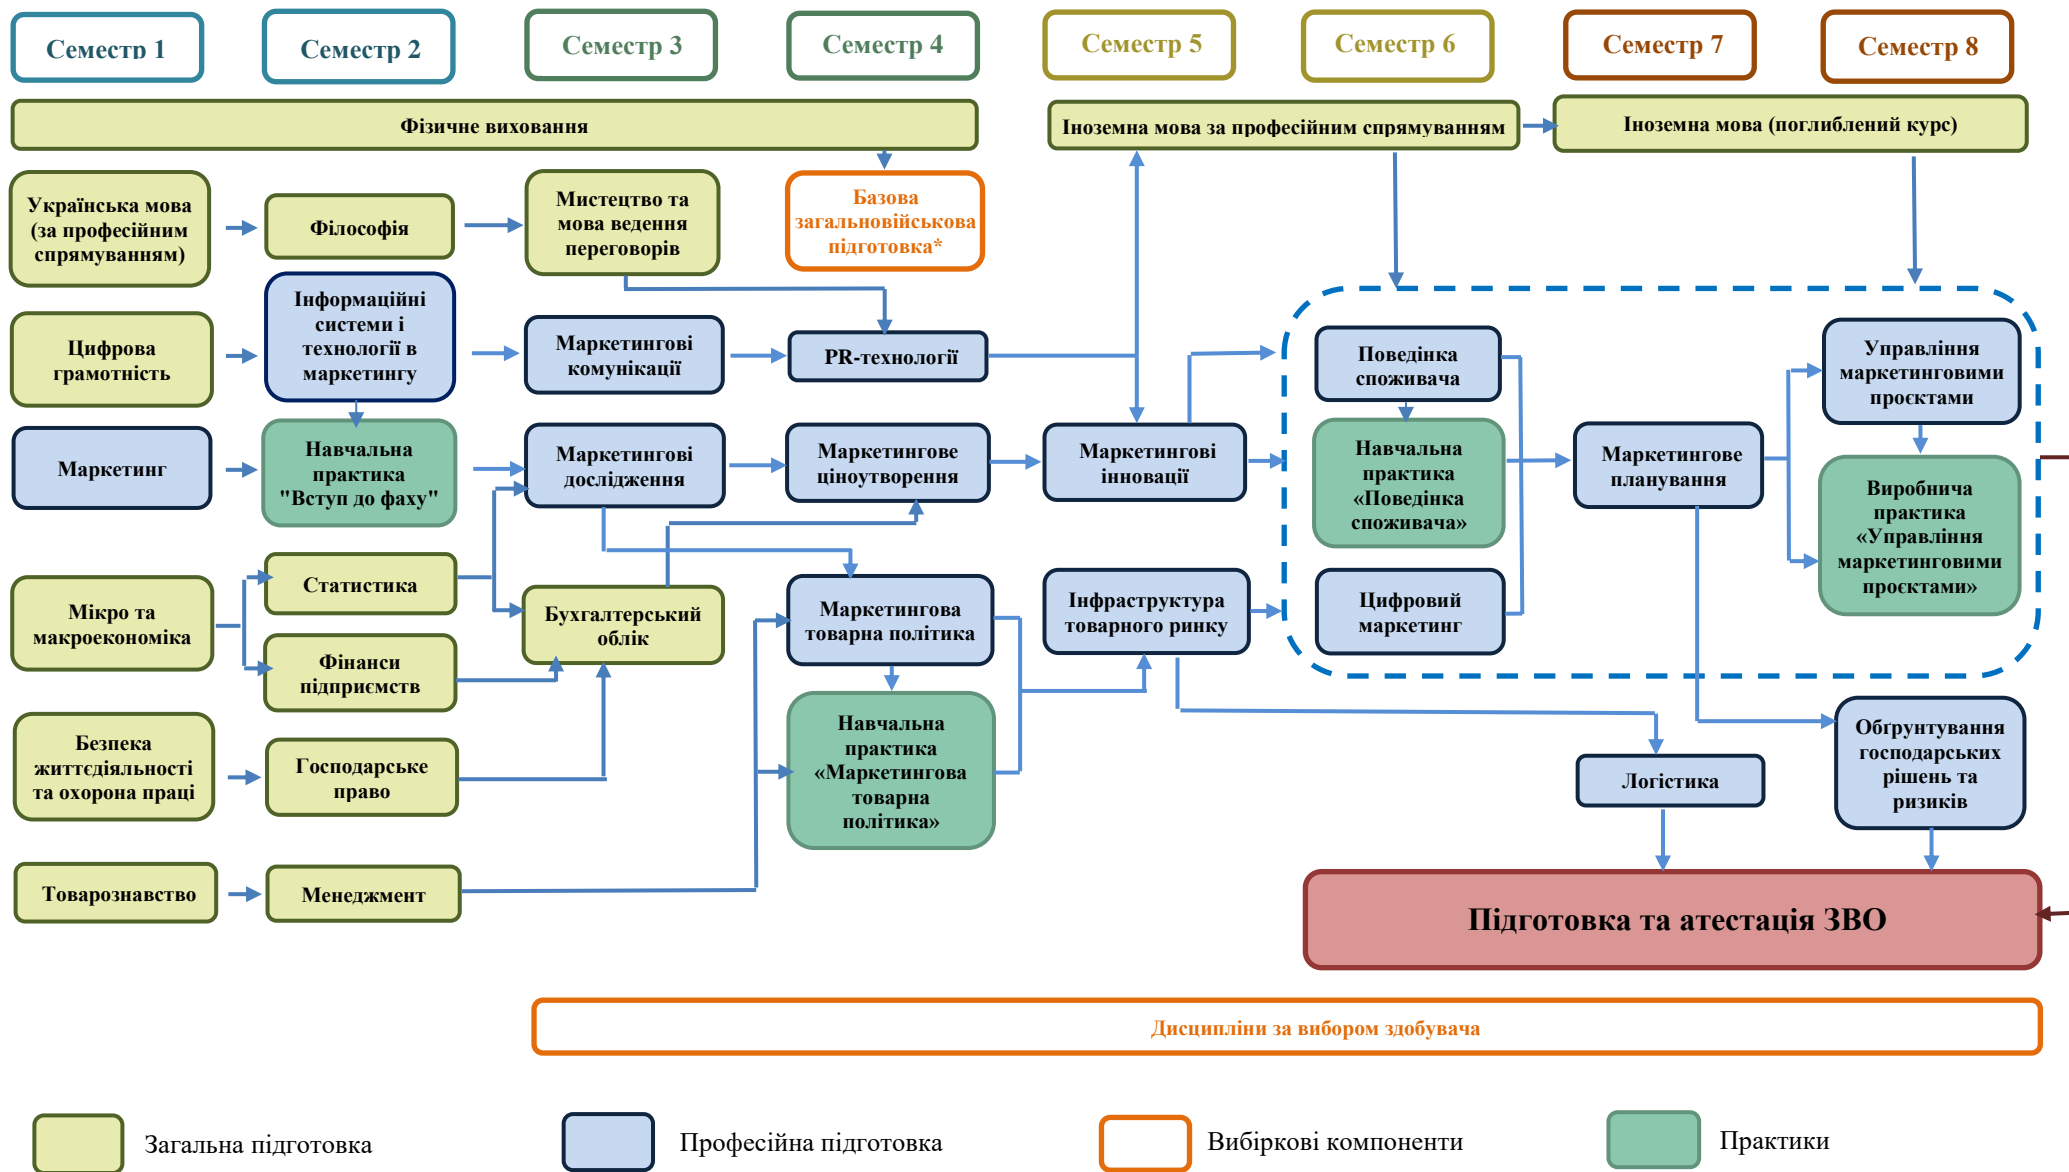 Семестр 1
Семестр 2
Семестр 3
Семестр 4
Семестр 5
Семестр 6
Семестр 7
Семестр 8
Фізичне виховання
Іноземна мова за професійним спрямуванням
Іноземна мова (поглиблений курс)
Українська мова
(за професійним
спрямуванням)
Філософія
Мистецтво та
мова ведення
переговорів
Базова
загальновійськова
підготовка*
Цифрова
грамотність
Інформаційні
системи і
технології в
маркетингу
Маркетингові
комунікації
PR-технології
Поведінка
споживача
Управління
маркетинговими
проєктами
Маркетинг
Навчальна
практика
"Вступ до фаху"
Маркетингові
дослідження
Маркетингове
ціноутворення
Маркетингові
інновації
Навчальна
практика
«Поведінка
споживача»
Маркетингове
планування
Виробнича
практика
«Управління
маркетинговими
проєктами»
Мікро та
макроекономіка
Статистика
Фінанси
підприємств
Бухгалтерський
облік
Маркетингова
товарна політика
Інфраструктура
товарного ринку
Цифровий
маркетинг
Безпека
життєдіяльності
та охорона праці
Господарське
право
Навчальна
практика
«Маркетингова
товарна
політика»
Логістика
Обґрунтування
господарських
рішень та
ризиків
Товарознавство
Менеджмент
Підготовка та атестація ЗВО
Дисципліни за вибором здобувача
Загальна підготовка
Професійна підготовка
Вибіркові компоненти
Практики